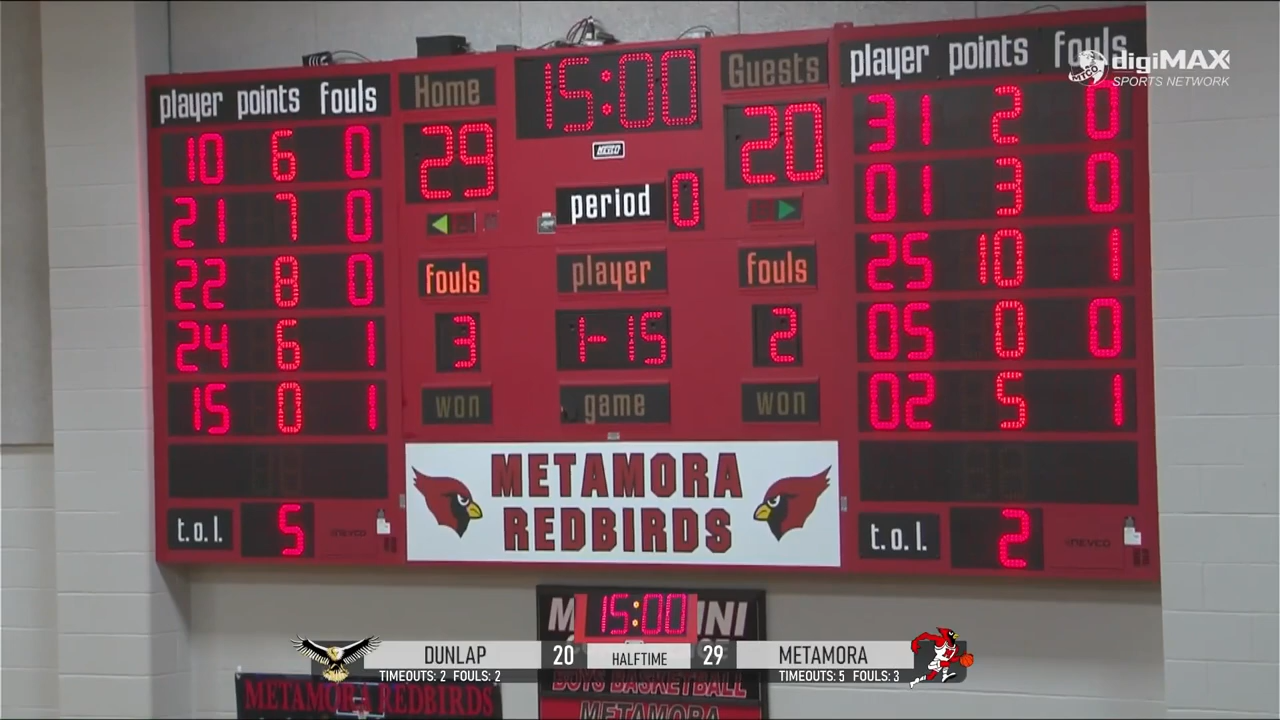 player points fouls
10 6 0
21 7 0
22 8 0
24 6 1
15 0 1
t.o.l. 5
NEVCO
Home
29
15:00
NEVCO
period 0
Guests
20
fouls
3
player
1-15
fouls
2
won
game
won
METAMORA
REDBIRDS
player points fouls
31 2 0
01 3 0
25 10 1
05 0 0
02 5 1
t.o.l. 2
NEVCO
MTCO
digiMAX
SPORTS NETWORK
15:00
DUNLAP 20 HALFTIME 29 METAMORA
TIMEOUTS: 2 FOULS: 2
TIMEOUTS: 5 FOULS: 3
METAMORA REDBIRDS
BOYS BASKETBALL
METAMORA